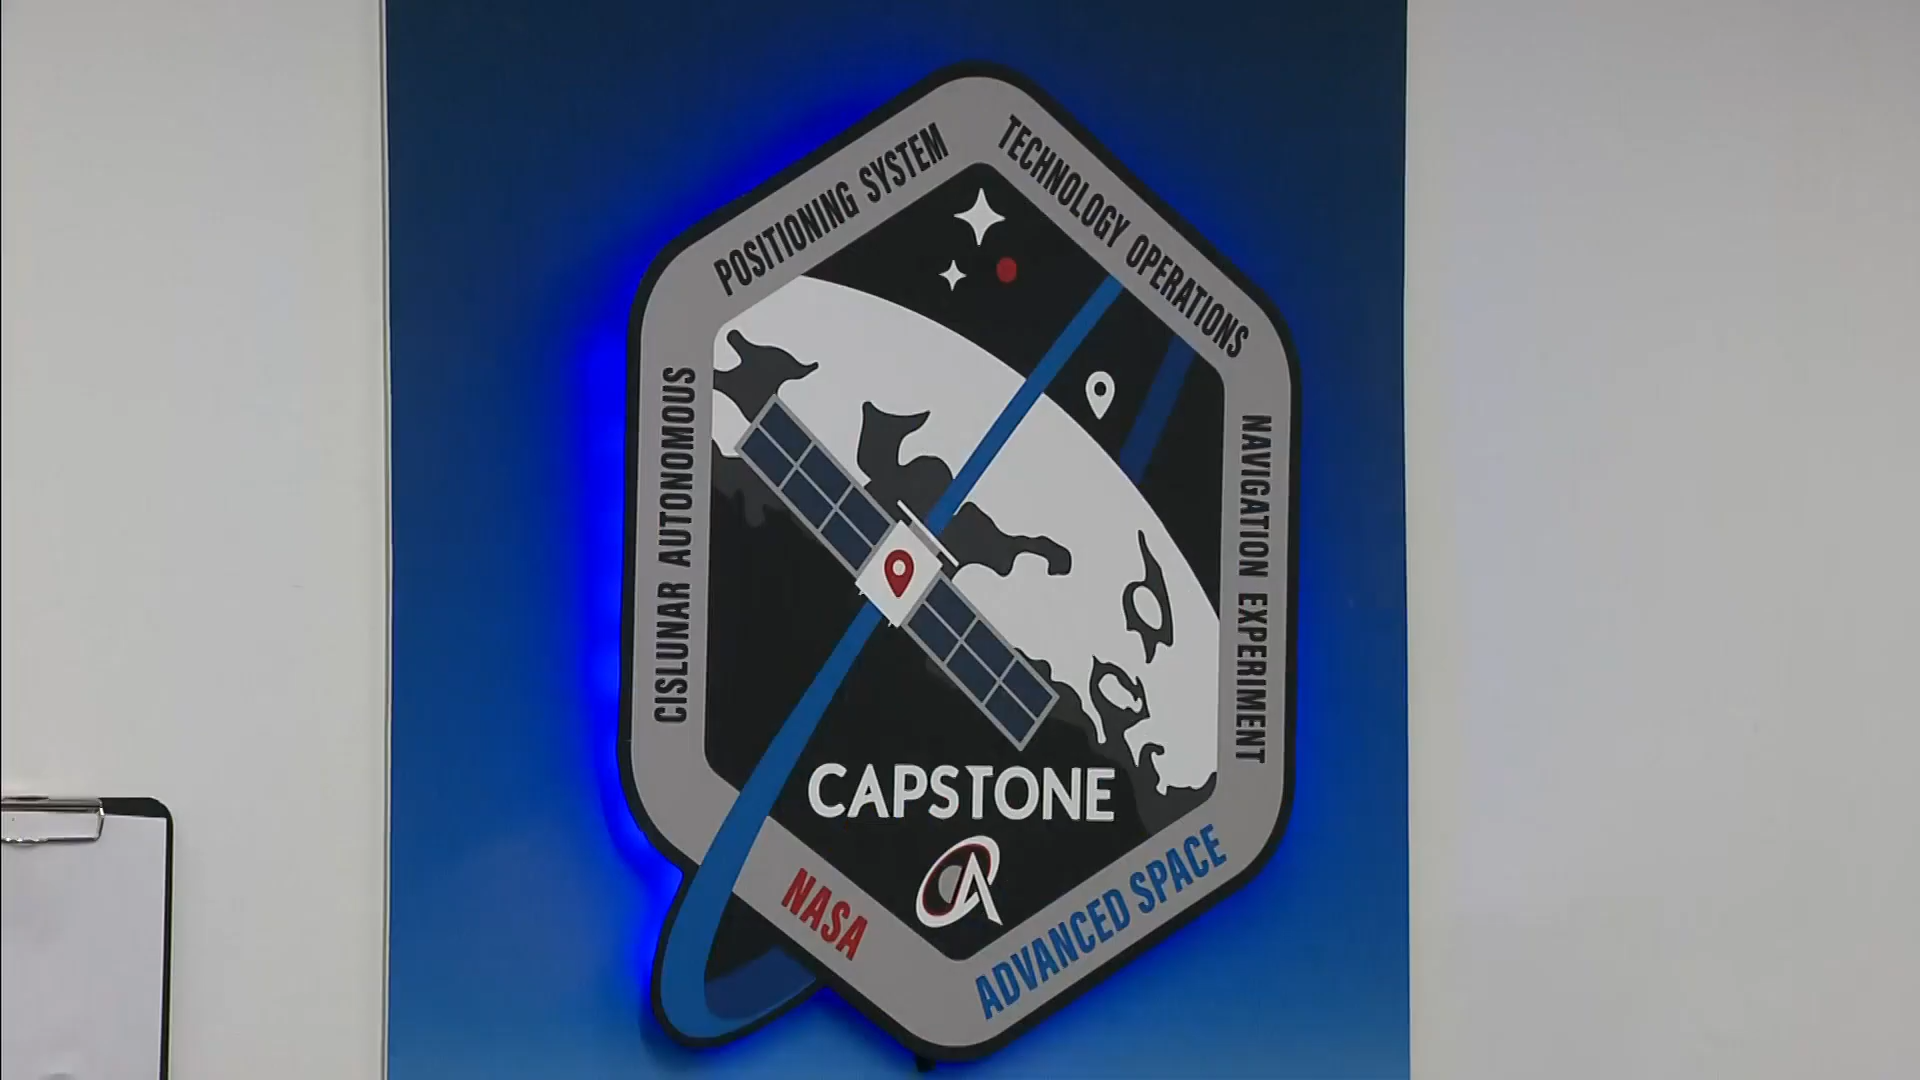 CISLUNAR AUTONOMOUS
POSITIONING SYSTEM
TECHNOLOGY OPERATIONS
NAVIGATION EXPERIMENT
CAPSTONE
NASA
ADVANCED SPACE